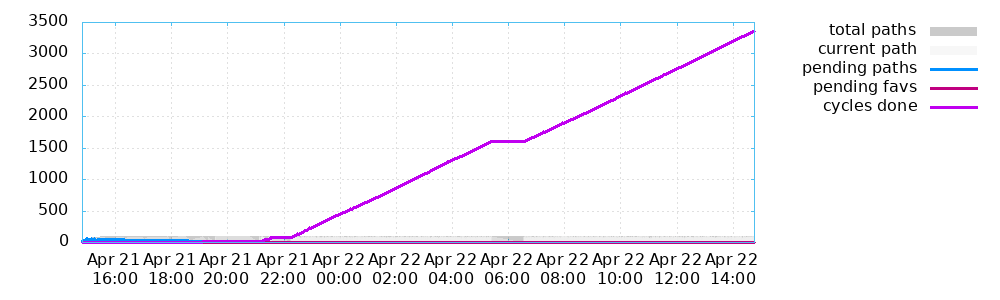 3500
3000
2500
2000
1500
1000
500
0
Apr 21 Apr 21 Apr 21 Apr 21 Apr 22 Apr 22 Apr 22 Apr 22 Apr 22 Apr 22 Apr 22 Apr 22
16:00 18:00 20:00 22:00 00:00 02:00 04:00 06:00 08:00 10:00 12:00 14:00
total paths
current path
pending paths
pending favs
cycles done